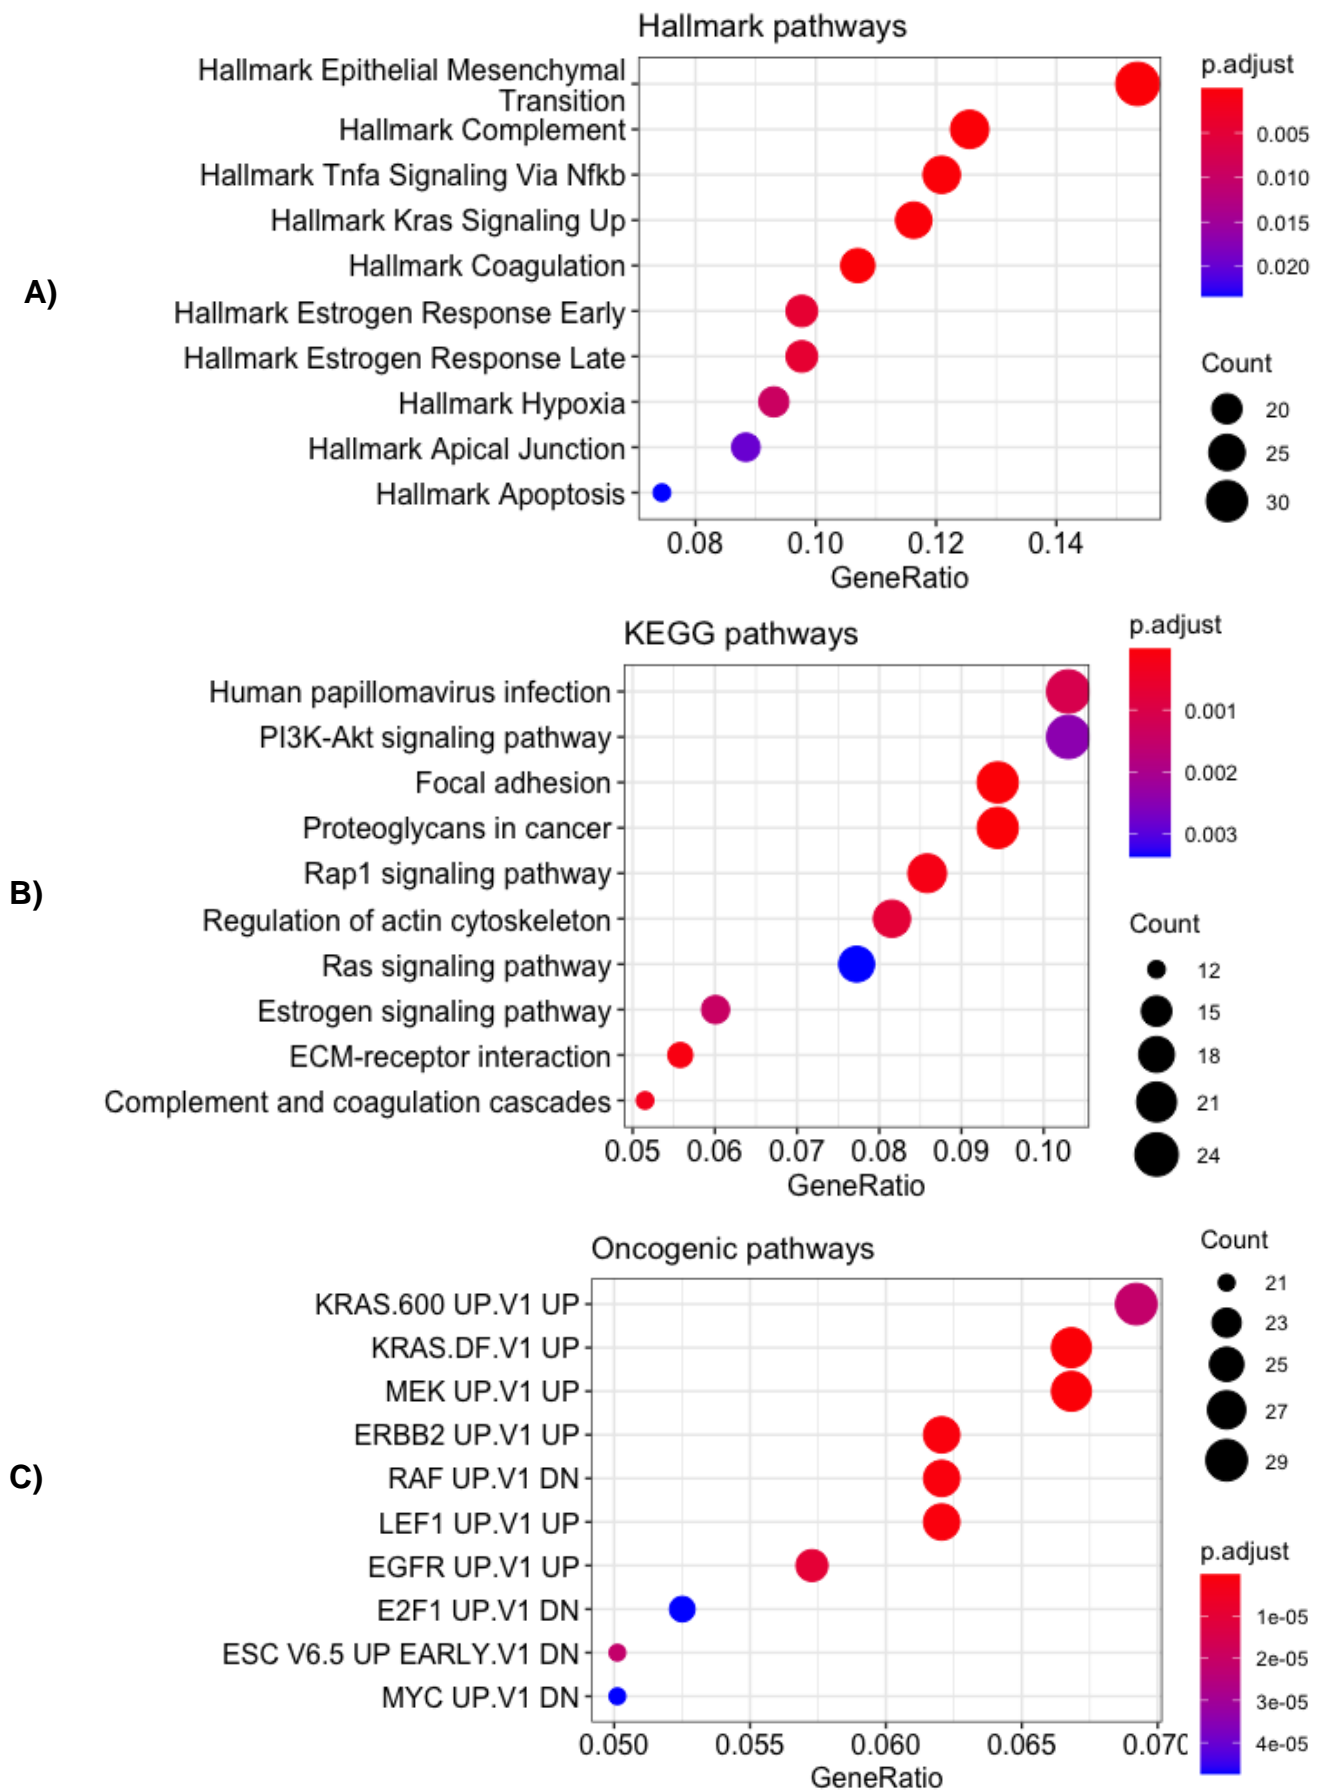 Hallmark pathways
Hallmark Epithelial Mesenchymal
Transition
Hallmark Complement
Hallmark Tnfa Signaling Via Nfkb
Hallmark Kras Signaling Up
Hallmark Coagulation
Hallmark Estrogen Response Early
Hallmark Estrogen Response Late
Hallmark Hypoxia
Hallmark Apical Junction
Hallmark Apoptosis
A)
0.08 0.10 0.12 0.14
GeneRatio
p.adjust
0.005
0.010
0.015
0.020
Count
20
25
30
KEGG pathways
Human papillomavirus infection
PI3K-Akt signaling pathway
Focal adhesion
Proteoglycans in cancer
Rap1 signaling pathway
Regulation of actin cytoskeleton
Ras signaling pathway
Estrogen signaling pathway
ECM-receptor interaction
Complement and coagulation cascades
B)
0.05 0.06 0.07 0.08 0.09 0.10
GeneRatio
p.adjust
0.001
0.002
0.003
Count
12
15
18
21
24
Oncogenic pathways
KRAS.600 UP.V1 UP
KRAS.DF.V1 UP
MEK UP.V1 UP
ERBB2 UP.V1 UP
RAF UP.V1 DN
LEF1 UP.V1 UP
EGFR UP.V1 UP
E2F1 UP.V1 DN
ESC V6.5 UP EARLY.V1 DN
MYC UP.V1 DN
C)
0.050 0.055 0.060 0.065 0.070
GeneRatio
Count
21
23
25
27
29
p.adjust
1e-05
2e-05
3e-05
4e-05